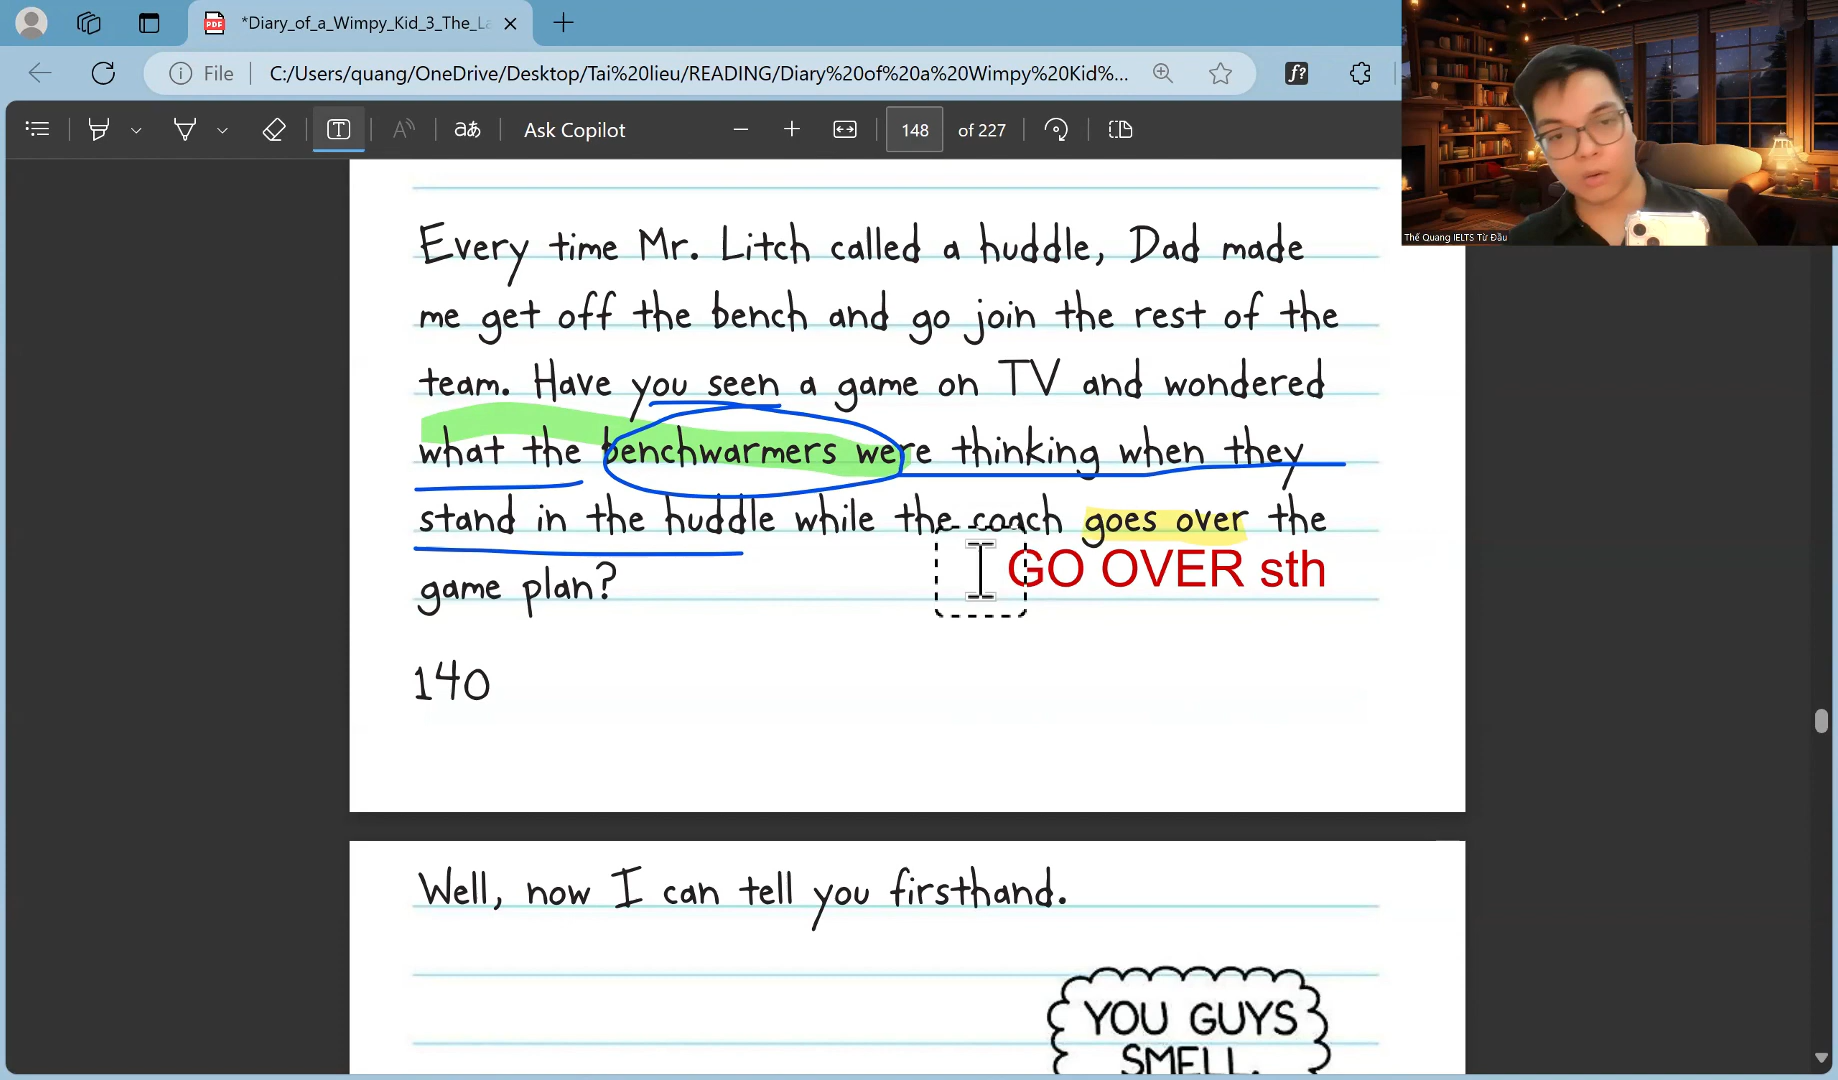 *Diary_of_a_Wimpy_Kid_3_The_La
File
C:/Users/quang/OneDrive/Desktop/Tai%20lieu/READING/Diary%20of%20a%20Wimpy%20Kid%...
Ask Copilot
148 of 227
Thế Quang IELTS Từ Đầu
Every time Mr. Litch called a huddle, Dad made
me get off the bench and go join the rest of the
team. Have you seen a game on TV and wondered
what the benchwarmers were thinking when they
stand in the huddle while the coach goes over the
GO OVER sth
game plan?
140
Well, now I can tell you firsthand.
YOU GUYS
SMELL.